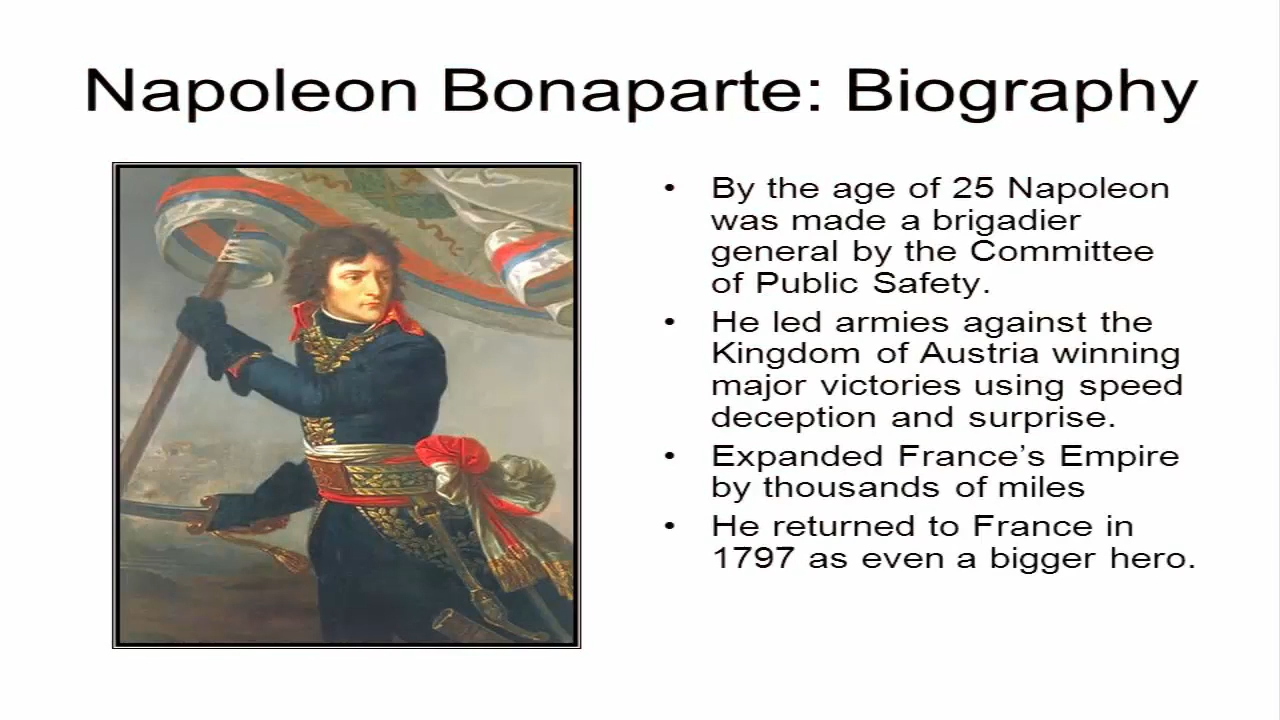 Napoleon Bonaparte: Biography
• By the age of 25 Napoleon
was made a brigadier
general by the Committee
of Public Safety.
• He led armies against the
Kingdom of Austria winning
major victories using speed
deception and surprise.
• Expanded France’s Empire
by thousands of miles
• He returned to France in
1797 as even a bigger hero.